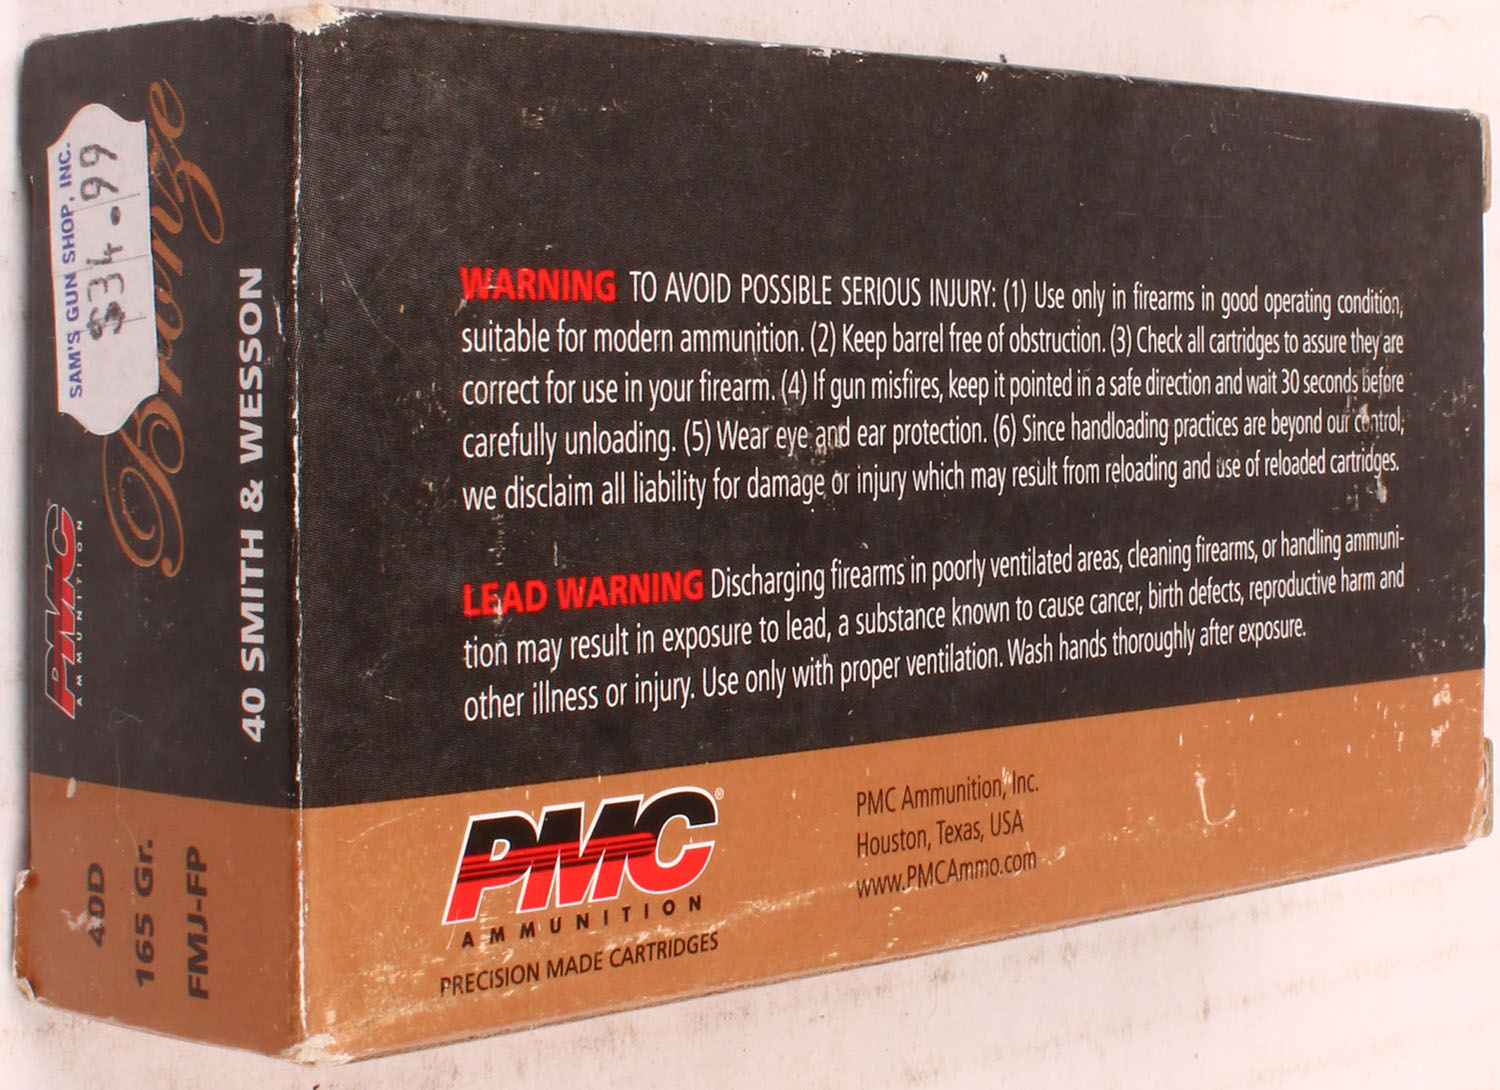 SAM'S GUN SHOP, INC.
$34.99
Bronze
PMC
AMMUNITION
40 SMITH & WESSON
40D
165 Gr.
FMJ-FP
WARNING TO AVOID POSSIBLE SERIOUS INJURY: (1) Use only in firearms in good operating condition,
suitable for modern ammunition. (2) Keep barrel free of obstruction. (3) Check all cartridges to assure they are
correct for use in your firearm. (4) If gun misfires, keep it pointed in a safe direction and wait 30 seconds before
carefully unloading. (5) Wear eye and ear protection. (6) Since handloading practices are beyond our control,
we disclaim all liability for damage or injury which may result from reloading and use of reloaded cartridges.
LEAD WARNING Discharging firearms in poorly ventilated areas, cleaning firearms, or handling ammuni-
tion may result in exposure to lead, a substance known to cause cancer, birth defects, reproductive harm and
other illness or injury. Use only with proper ventilation. Wash hands thoroughly after exposure.
PMC®
AMMUNITION
PRECISION MADE CARTRIDGES
PMC Ammunition, Inc.
Houston, Texas, USA
www.PMCAmmo.com